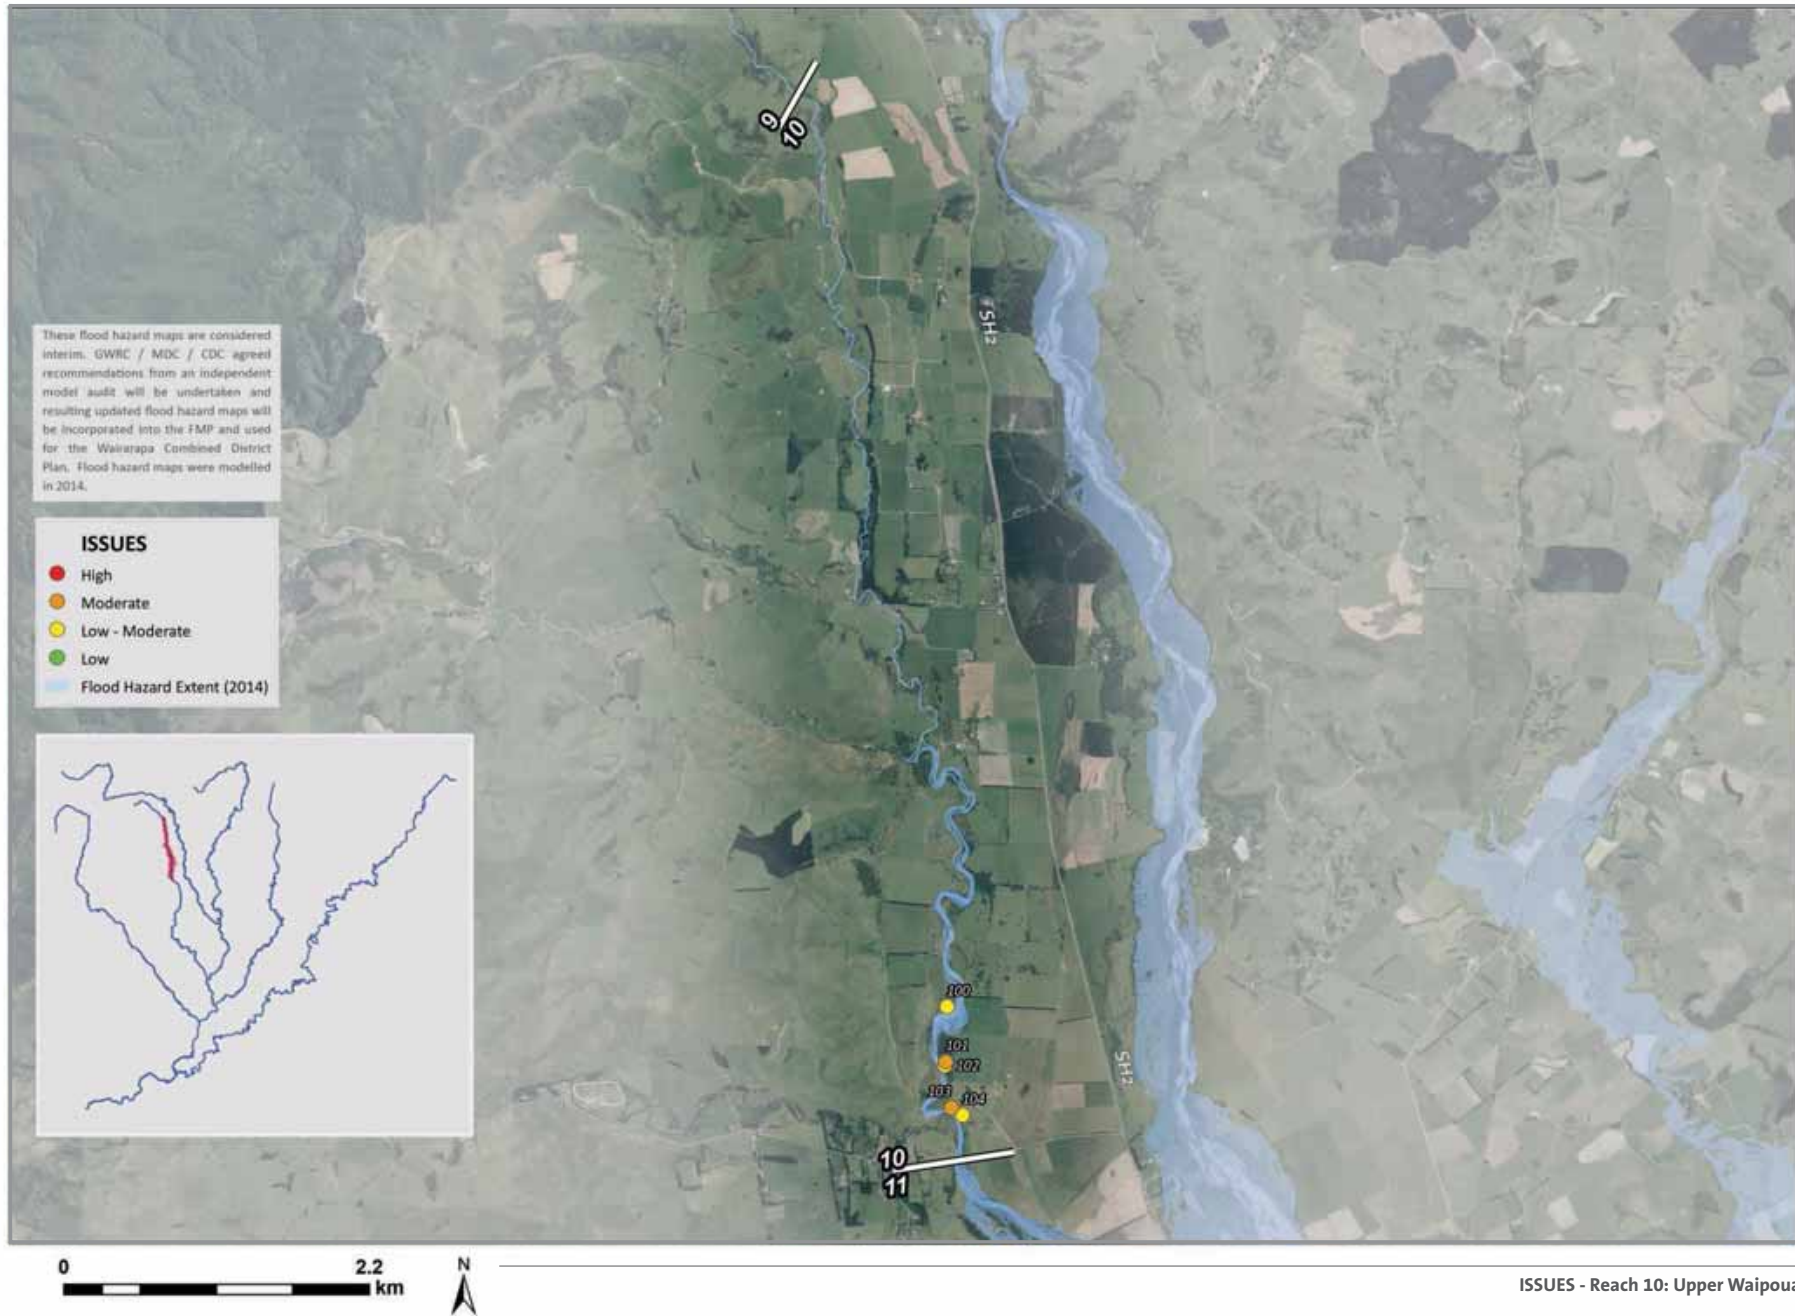 9
10
SH2
These flood hazard maps are considered
interim. GWRC / MDC / CDC agreed
recommendations from an independent
model audit will be undertaken and
resulting updated flood hazard maps will
be incorporated into the FMP and used
for the Wairarapa Combined District
Plan. Flood hazard maps were modelled
in 2014.
ISSUES
High
Moderate
Low - Moderate
Low
Flood Hazard Extent (2014)
100
101
102
103
104
SH2
10
11
0
2.2
km
N
ISSUES - Reach 10: Upper Waipoua